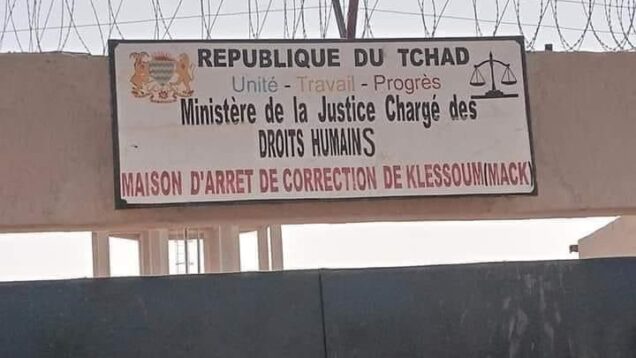 REPUBLIQUE DU TCHAD
Unité - Travail - Progrès
Ministère de la Justice Chargé des
DROITS HUMAINS
MAISON D'ARRET DE CORRECTION DE KLESSOUM(MACK)